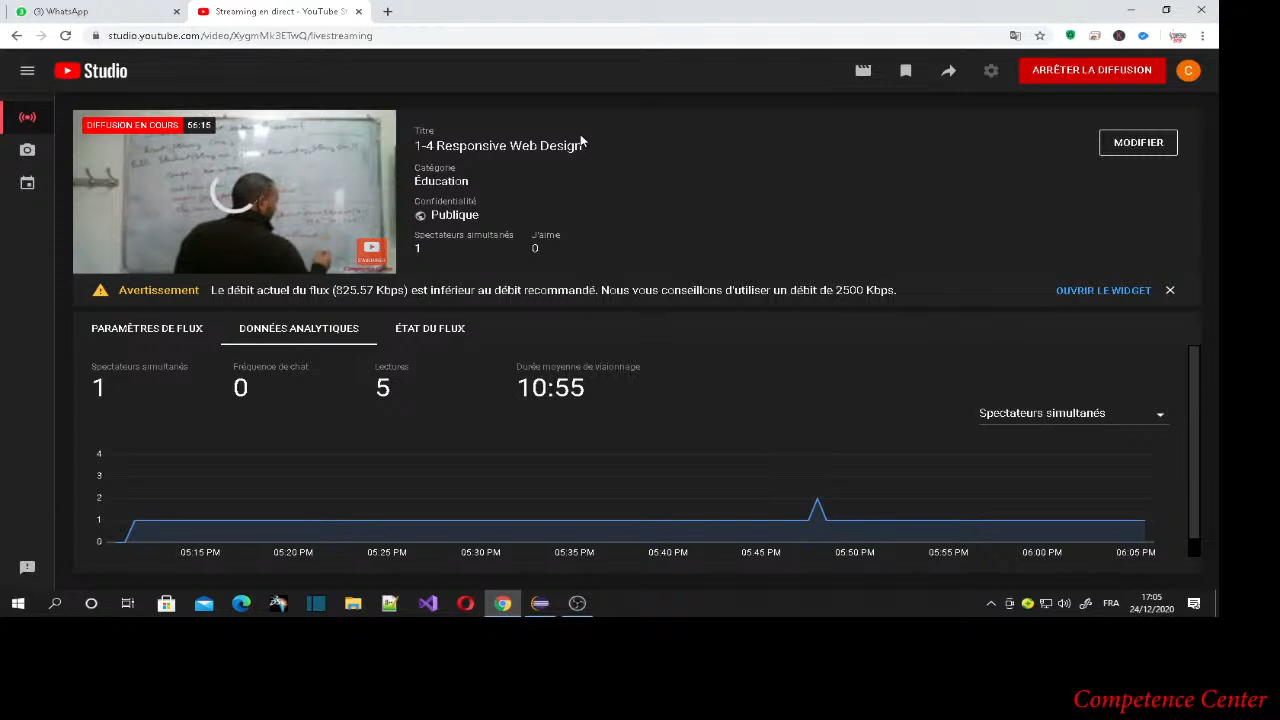 (3) WhatsApp
Streaming en direct - YouTube St
studio.youtube.com/video/XygmMk3ETwQ/livestreaming
Studio
ARRÊTER LA DIFFUSION
C
DIFFUSION EN COURS 56:15
Titre
1-4 Responsive Web Design
MODIFIER
Catégorie
Éducation
Confidentialité
Publique
Spectateurs simultanés J'aime
1 0
Competence Center
Avertissement Le débit actuel du flux (825.57 Kbps) est inférieur au débit recommandé. Nous vous conseillons d'utiliser un débit de 2500 Kbps. OUVRIR LE WIDGET
PARAMÈTRES DE FLUX DONNÉES ANALYTIQUES ÉTAT DU FLUX
Spectateurs simultanés Fréquence de chat Lectures Durée moyenne de visionnage
1 0 5 10:55
Spectateurs simultanés
4
3
2
1
0
05:15 PM 05:20 PM 05:25 PM 05:30 PM 05:35 PM 05:40 PM 05:45 PM 05:50 PM 05:55 PM 06:00 PM 06:05 PM
FRA
17:05
24/12/2020
Competence Center